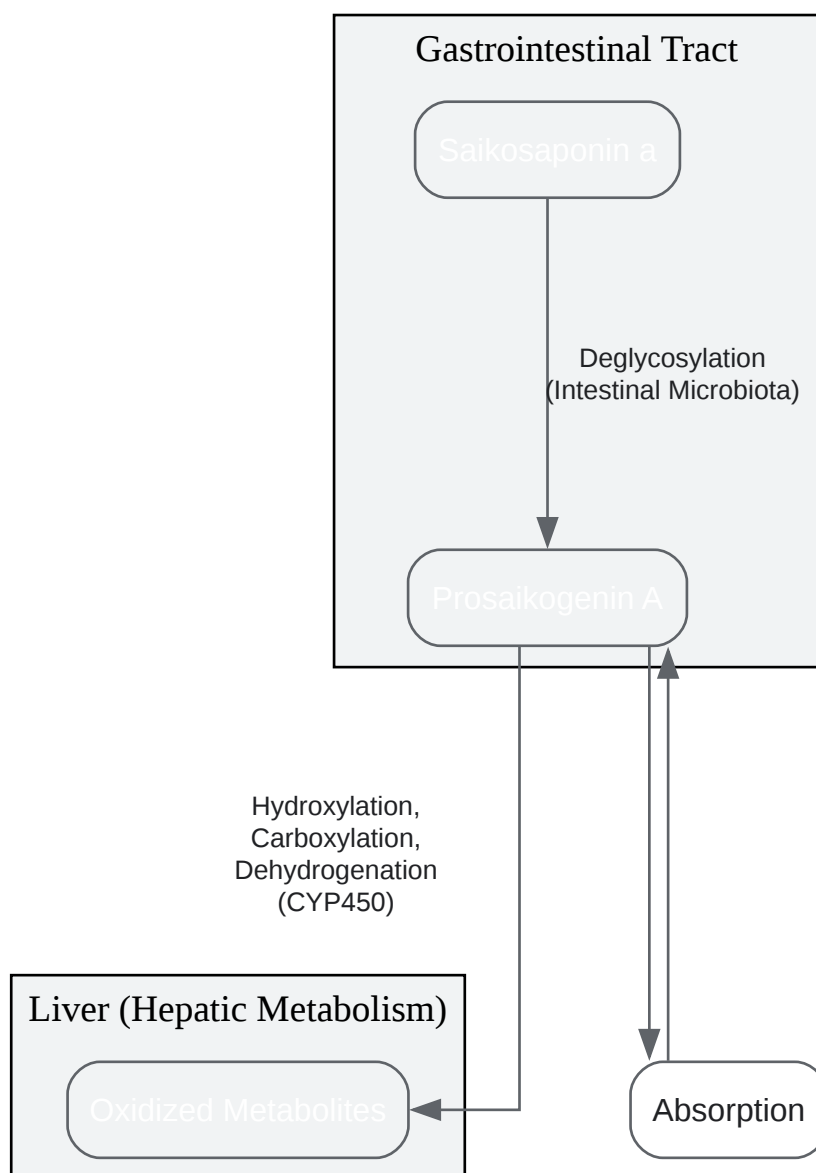 Gastrointestinal Tract
Saikosaponin a
Deglycosylation
(Intestinal Microbiota)
Prosaikogenin A
Hydroxylation,
Carboxylation,
Dehydrogenation
(CYP450)
Liver (Hepatic Metabolism)
Oxidized Metabolites
Absorption